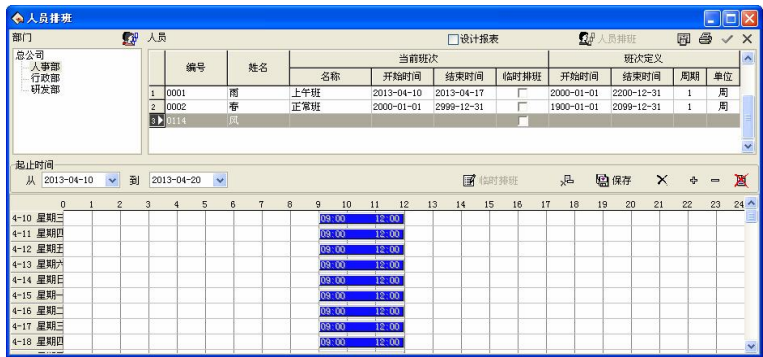 人员排班
部门 人员 设计报表 人员排班
总公司
人事部
行政部
研发部
编号 姓名 当前班次 班次定义
名称 开始时间 结束时间 临时排班 开始时间 结束时间 周期 单位
1 0001 雨 上午班 2013-04-10 2013-04-17 2000-01-01 2200-12-31 1 周
2 0002 春 正常班 2000-01-01 2999-12-31 1900-01-01 2099-12-31 1 周
3 0114 风
起止时间
从 2013-04-10 到 2013-04-20 临时排班 保存
0 1 2 3 4 5 6 7 8 9 10 11 12 13 14 15 16 17 18 19 20 21 22 23 24
4-10 星期三 09:00 12:00
4-11 星期四 09:00 12:00
4-12 星期五 09:00 12:00
4-13 星期六 09:00 12:00
4-14 星期日 09:00 12:00
4-15 星期一 09:00 12:00
4-16 星期二 09:00 12:00
4-17 星期三 09:00 12:00
4-18 星期四 09:00 12:00